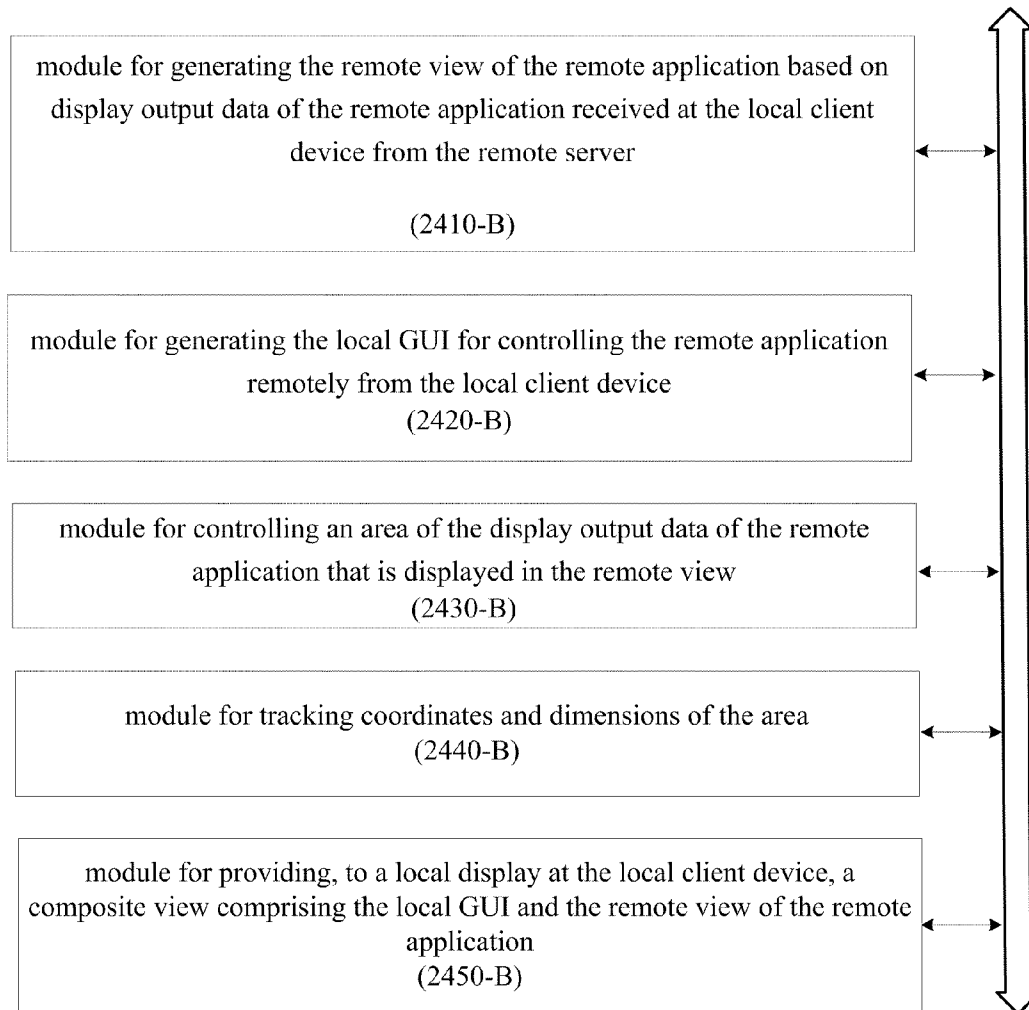 module for generating the remote view of the remote application based on
display output data of the remote application received at the local client
device from the remote server
(2410-B)
module for generating the local GUI for controlling the remote application
remotely from the local client device
(2420-B)
module for controlling an area of the display output data of the remote
application that is displayed in the remote view
(2430-B)
module for tracking coordinates and dimensions of the area
(2440-B)
module for providing, to a local display at the local client device, a
composite view comprising the local GUI and the remote view of the remote
application
(2450-B)